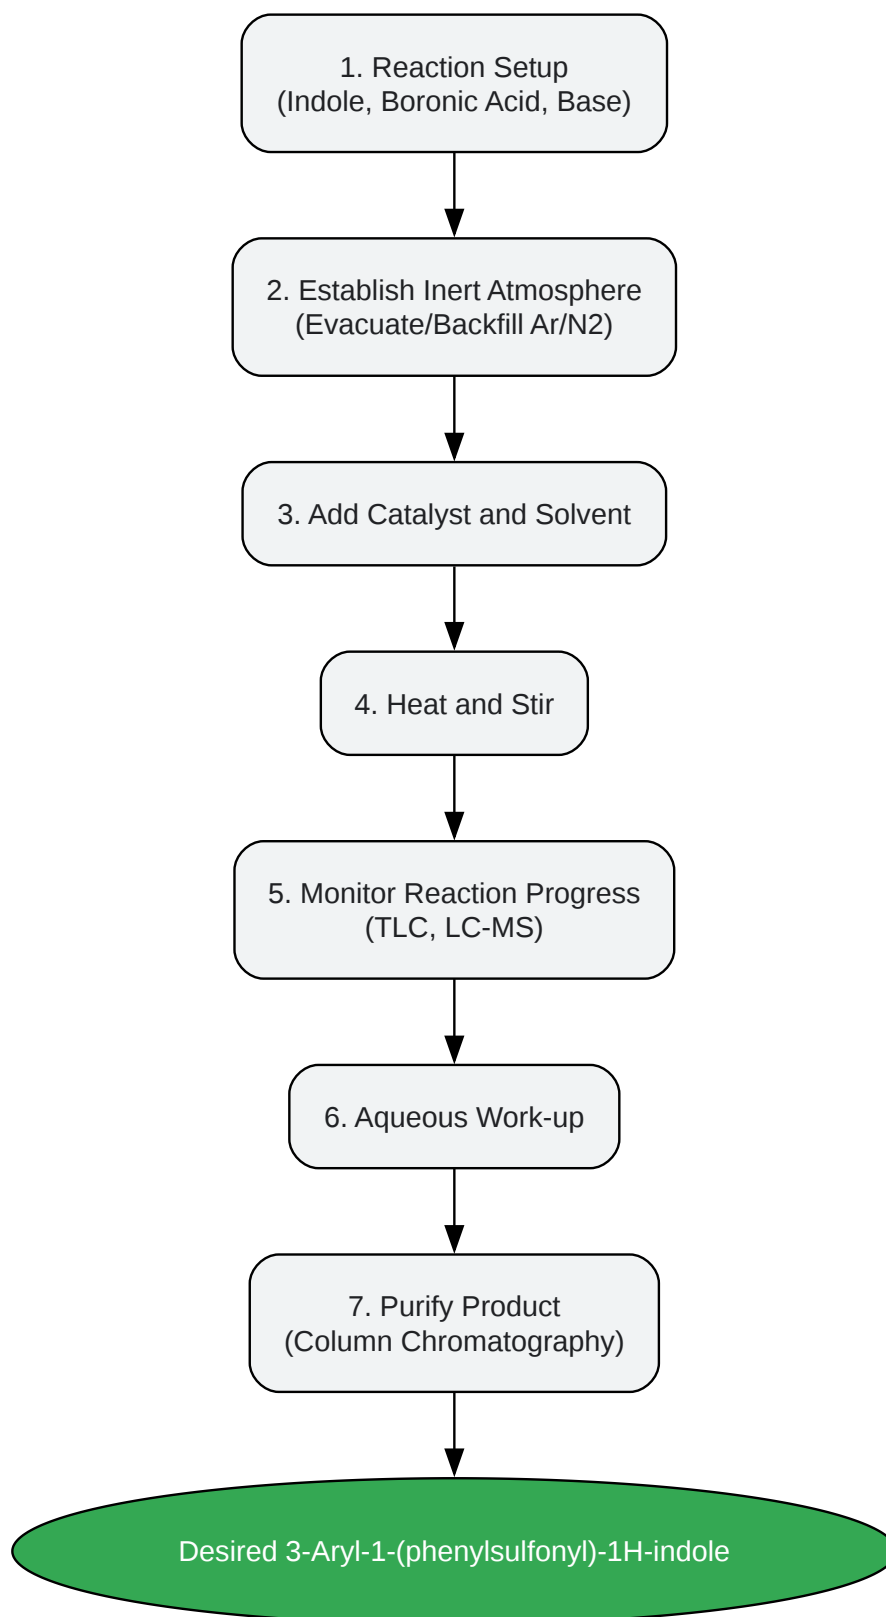 1. Reaction Setup
(Indole, Boronic Acid, Base)
2. Establish Inert Atmosphere
(Evacuate/Backfill Ar/N2)
3. Add Catalyst and Solvent
4. Heat and Stir
5. Monitor Reaction Progress
(TLC, LC-MS)
6. Aqueous Work-up
7. Purify Product
(Column Chromatography)
Desired 3-Aryl-1-(phenylsulfonyl)-1H-indole